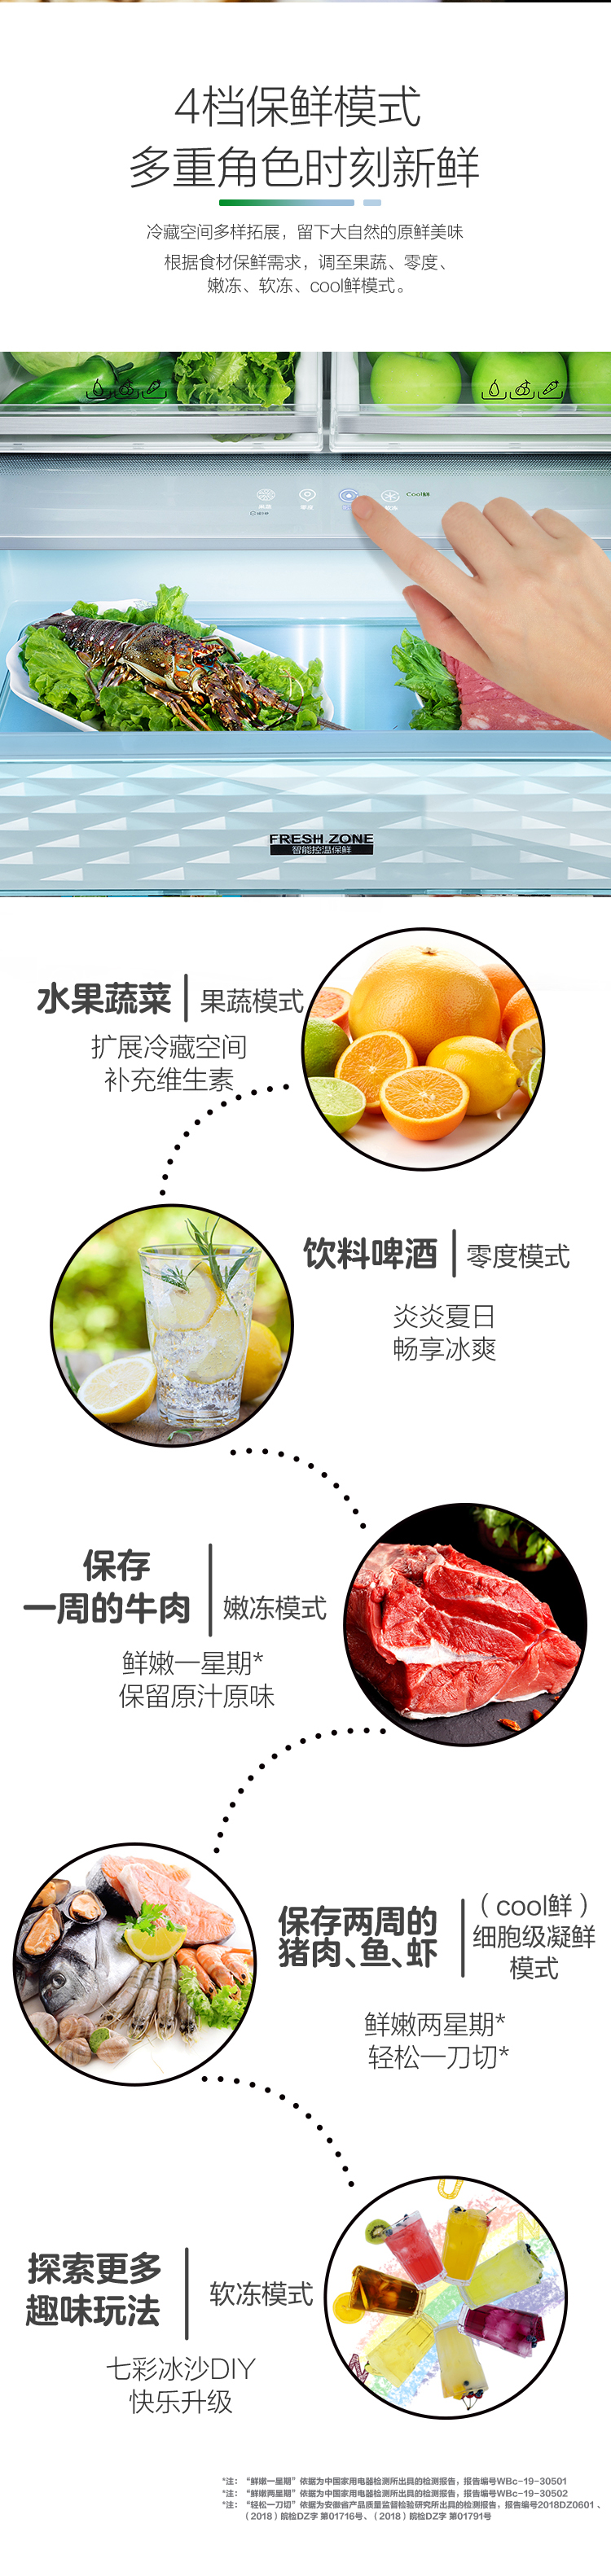 4档保鲜模式
多重角色时刻新鲜
冷藏空间多样拓展，留下大自然的原鲜美味
根据食材保鲜需求，调至果蔬、零度、
嫩冻、软冻、cool鲜模式。
零度
Cool鲜
FRESH ZONE
智能控温保鲜
水果蔬菜
果蔬模式
扩展冷藏空间
补充维生素
饮料啤酒
零度模式
炎炎夏日
畅享冰爽
保存
一周的牛肉
嫩冻模式
鲜嫩一星期*
保留原汁原味
保存两周的
猪肉、鱼、虾
（cool鲜）
细胞级凝鲜
模式
鲜嫩两星期*
轻松一刀切*
探索更多
趣味玩法
软冻模式
七彩冰沙DIY
快乐升级
*注：“鲜嫩一星期”依据为中国家用电器检测所出具的检测报告，报告编号WBc-19-30501
*注：“鲜嫩两星期”依据为中国家用电器检测所出具的检测报告，报告编号WBc-19-30502
*注：“轻松一刀切”依据为安徽省产品质量监督检验研究所出具的检测报告，报告编号2018DZ0601、
（2018）皖检DZ字 第01716号、（2018）皖检DZ字 第01791号